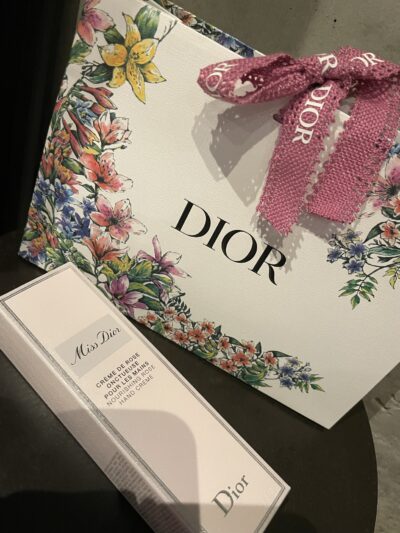 DIOR
DIOR
DIOR
Miss Dior
CRÈME DE ROSE
ONCTUEUSE
POUR LES MAINS
NOURISHING ROSE
HAND CRÈME
Dior